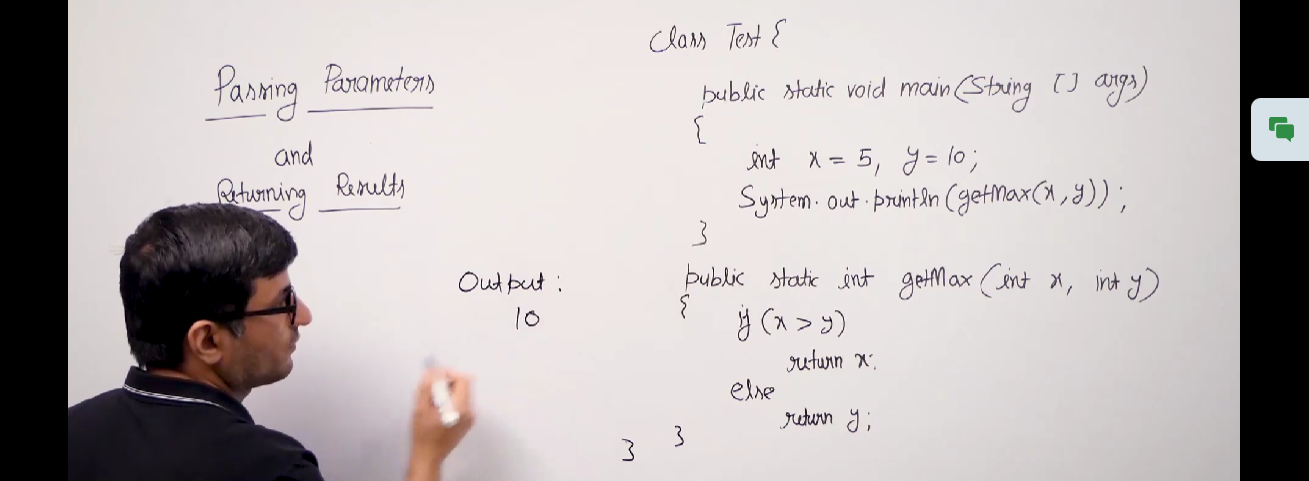 Passing Parameters
and
Returning Results
Output :
10
Class Test {
public static void main(String [] args)
{
int x = 5, y = 10;
System.out.println(getMax(x,y));
}
public static int getMax(int x, int y)
{
if (x > y)
return x;
else
return y;
}
}